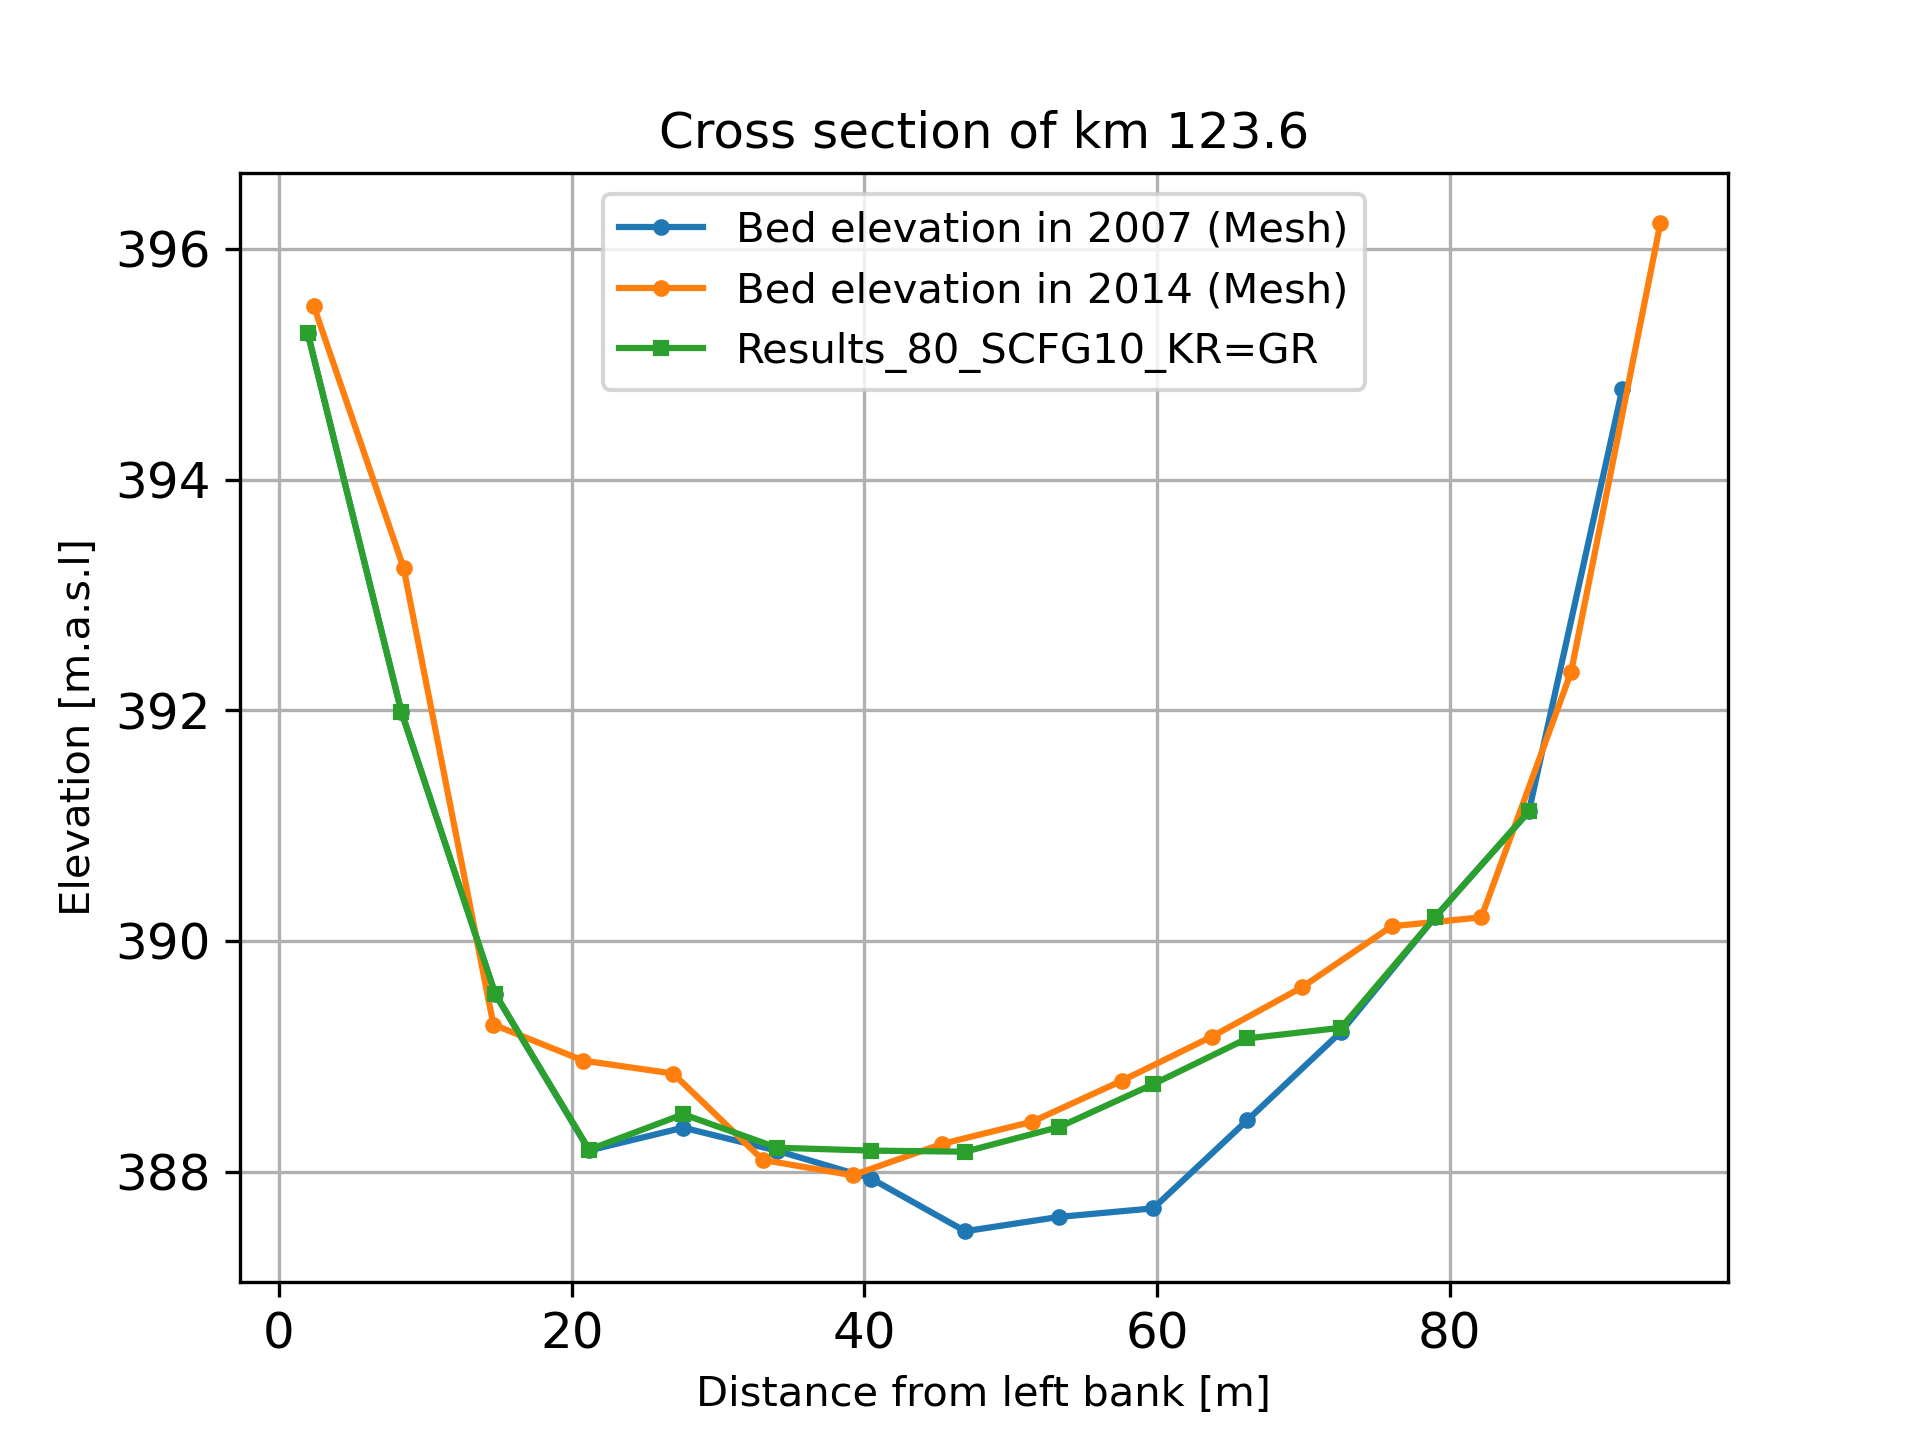 Cross section of km 123.6
Bed elevation in 2007 (Mesh)
Bed elevation in 2014 (Mesh)
Results_80_SCFG10_KR=GR
396
394
392
390
388
Elevation [m.a.s.l]
0 20 40 60 80
Distance from left bank [m]